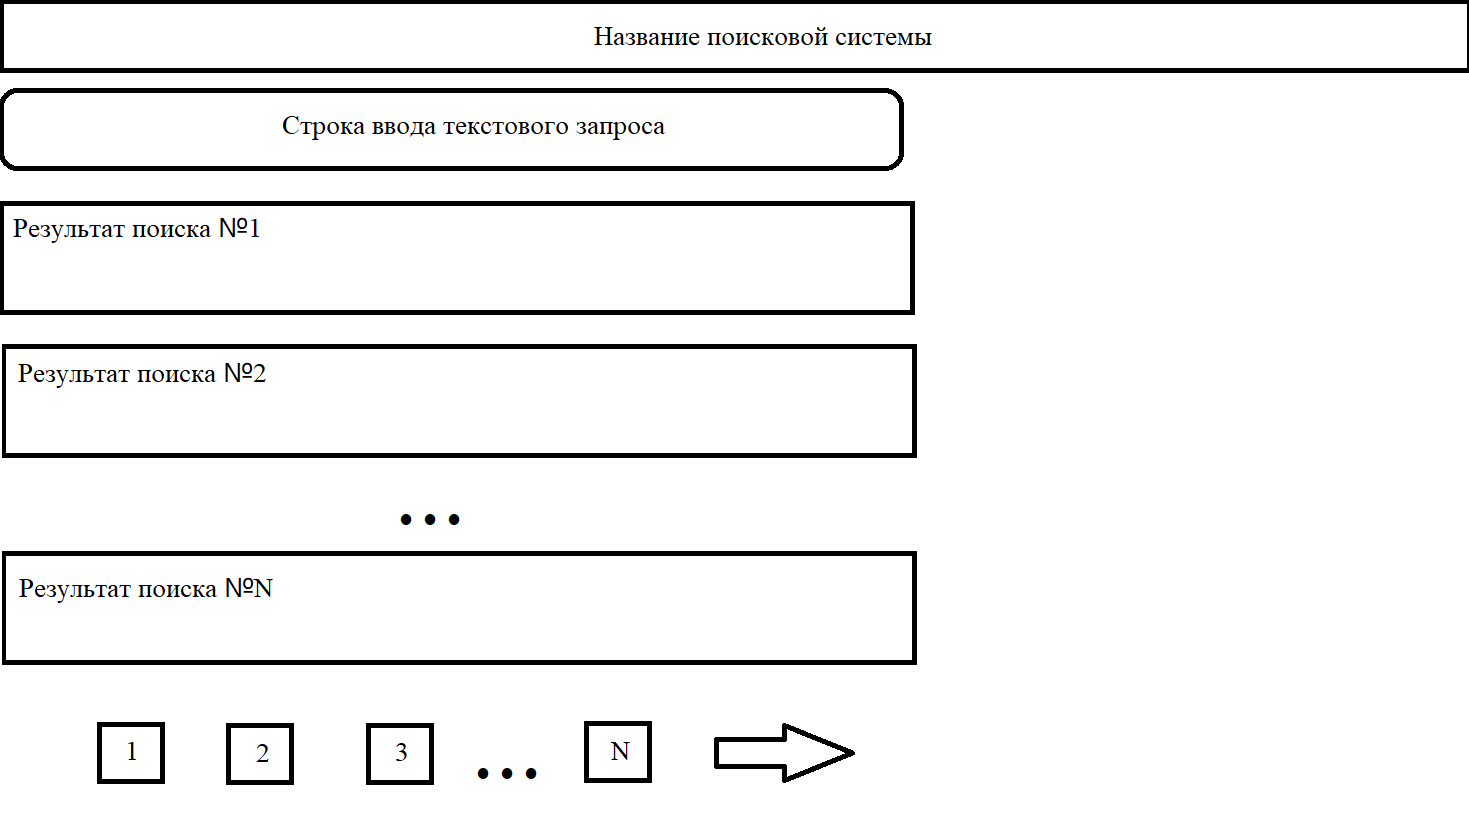 Название поисковой системы
Строка ввода текстового запроса
Результат поиска №1
Результат поиска №2
...
Результат поиска №N
1 2 3 ... N